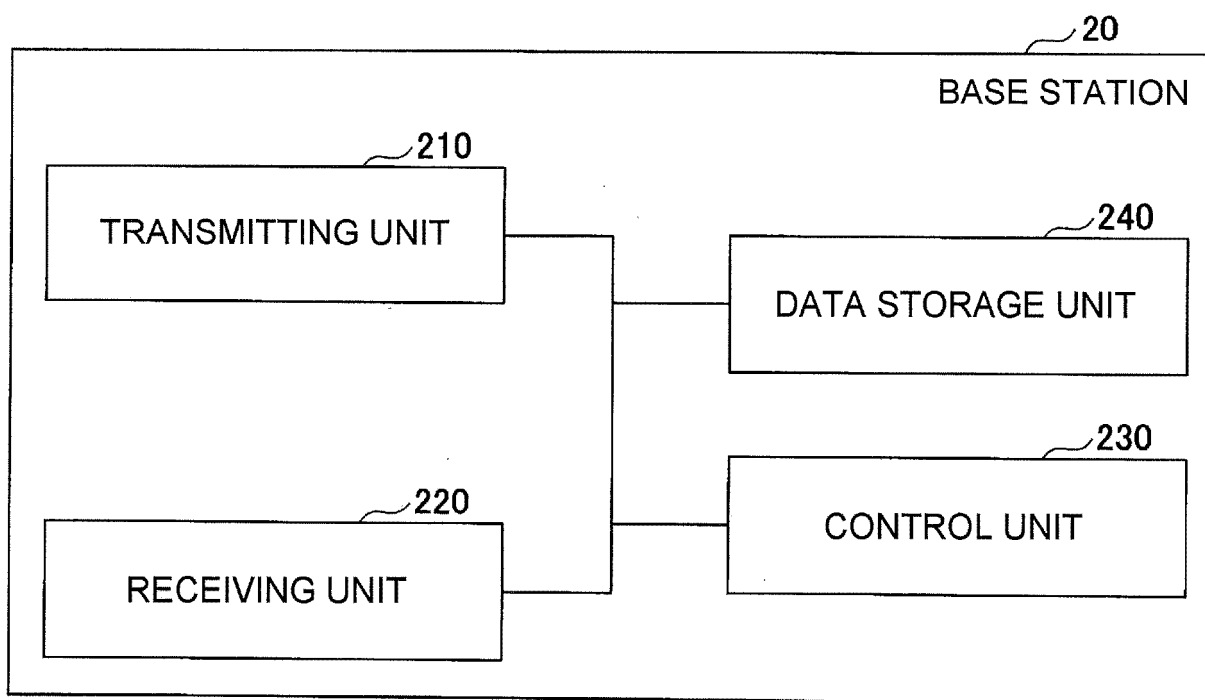 20
BASE STATION
210
TRANSMITTING UNIT
240
DATA STORAGE UNIT
230
CONTROL UNIT
220
RECEIVING UNIT